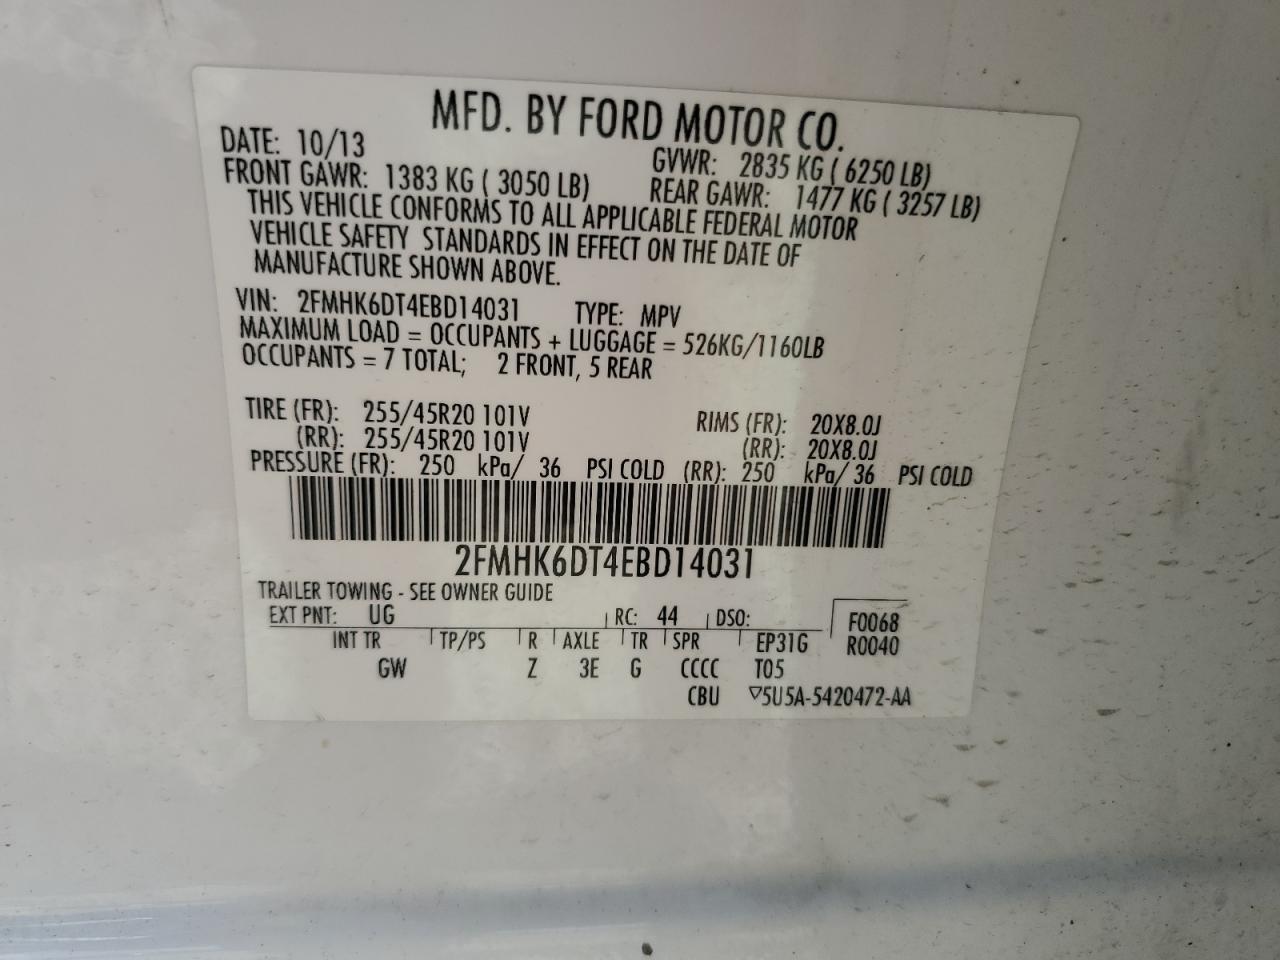 MFD. BY FORD MOTOR CO.
DATE: 10/13 GVWR: 2835 KG ( 6250 LB)
FRONT GAWR: 1383 KG ( 3050 LB) REAR GAWR: 1477 KG ( 3257 LB)
THIS VEHICLE CONFORMS TO ALL APPLICABLE FEDERAL MOTOR
VEHICLE SAFETY STANDARDS IN EFFECT ON THE DATE OF
MANUFACTURE SHOWN ABOVE.
VIN: 2FMHK6DT4EBD14031 TYPE: MPV
MAXIMUM LOAD = OCCUPANTS + LUGGAGE = 526KG/1160LB
OCCUPANTS = 7 TOTAL; 2 FRONT, 5 REAR
TIRE (FR): 255/45R20 101V RIMS (FR): 20X8.0J
(RR): 255/45R20 101V (RR): 20X8.0J
PRESSURE (FR): 250 kPa/ 36 PSI COLD (RR): 250 kPa/ 36 PSI COLD
2FMHK6DT4EBD14031
TRAILER TOWING - SEE OWNER GUIDE
EXT PNT: UG RC: 44 DSO: F0068
INT TR TP/PS R AXLE TR SPR EP31G R0040
GW Z 3E G CCCC T05
CBU ▽5U5A-5420472-AA